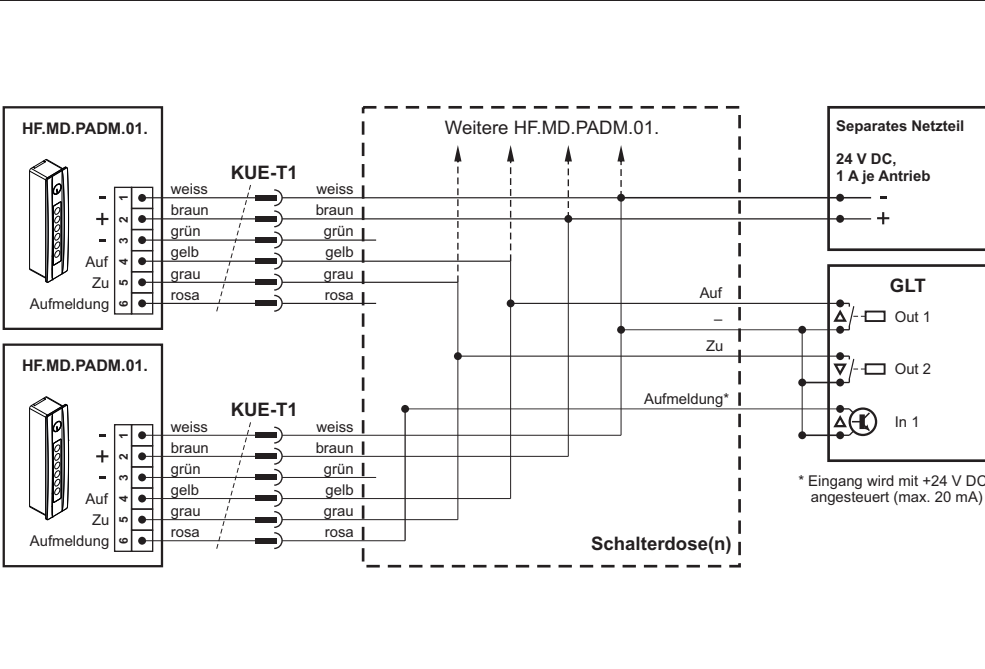 HF.MD.PADM.01.
KUE-T1
- 1 weiss weiss
+ 2 braun braun
- 3 grün grün
Auf 4 gelb gelb
Zu 5 grau grau
Aufmeldung 6 rosa rosa
HF.MD.PADM.01.
KUE-T1
- 1 weiss weiss
+ 2 braun braun
- 3 grün grün
Auf 4 gelb gelb
Zu 5 grau grau
Aufmeldung 6 rosa rosa
Weitere HF.MD.PADM.01.
Auf
–
Zu
Aufmeldung*
Schalterdose(n)
Separates Netzteil
24 V DC,
1 A je Antrieb
-
+
GLT
Out 1
Out 2
In 1
* Eingang wird mit +24 V DC
angesteuert (max. 20 mA)